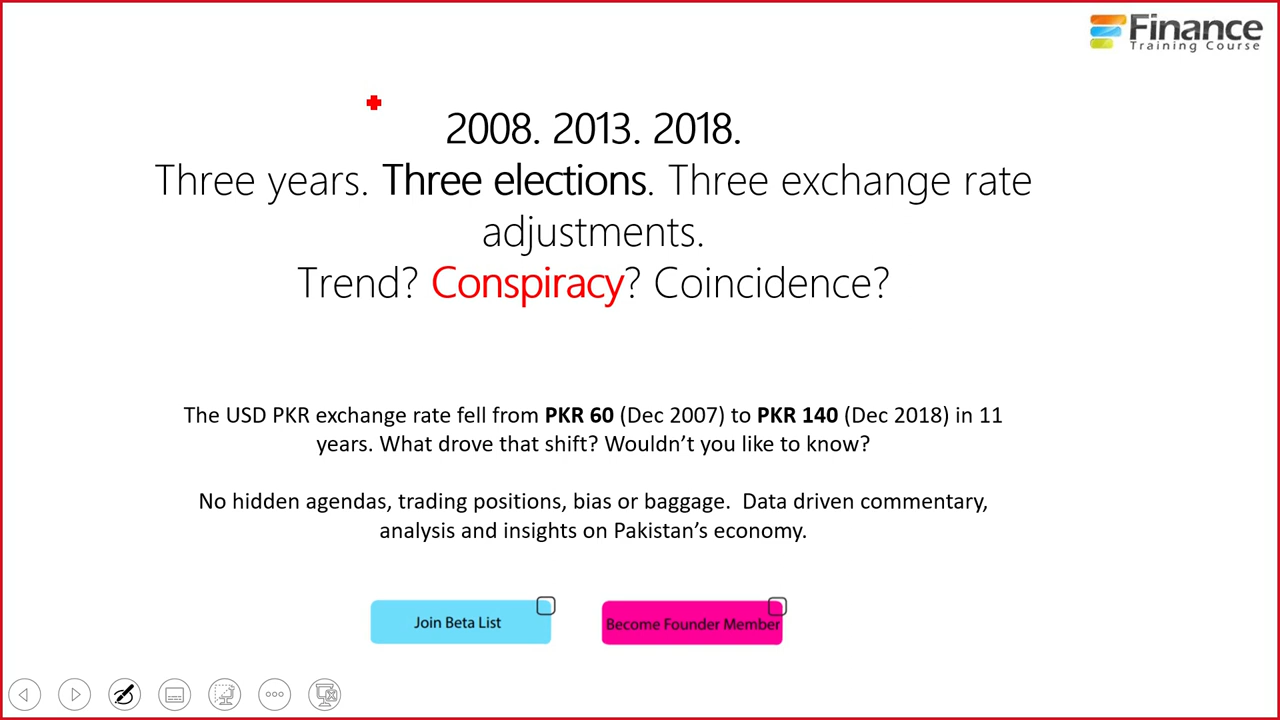 Finance
Training Course
2008. 2013. 2018.
Three years. Three elections. Three exchange rate
adjustments.
Trend? Conspiracy? Coincidence?
The USD PKR exchange rate fell from PKR 60 (Dec 2007) to PKR 140 (Dec 2018) in 11
years. What drove that shift? Wouldn’t you like to know?
No hidden agendas, trading positions, bias or baggage.  Data driven commentary,
analysis and insights on Pakistan’s economy.
Join Beta List
Become Founder Member